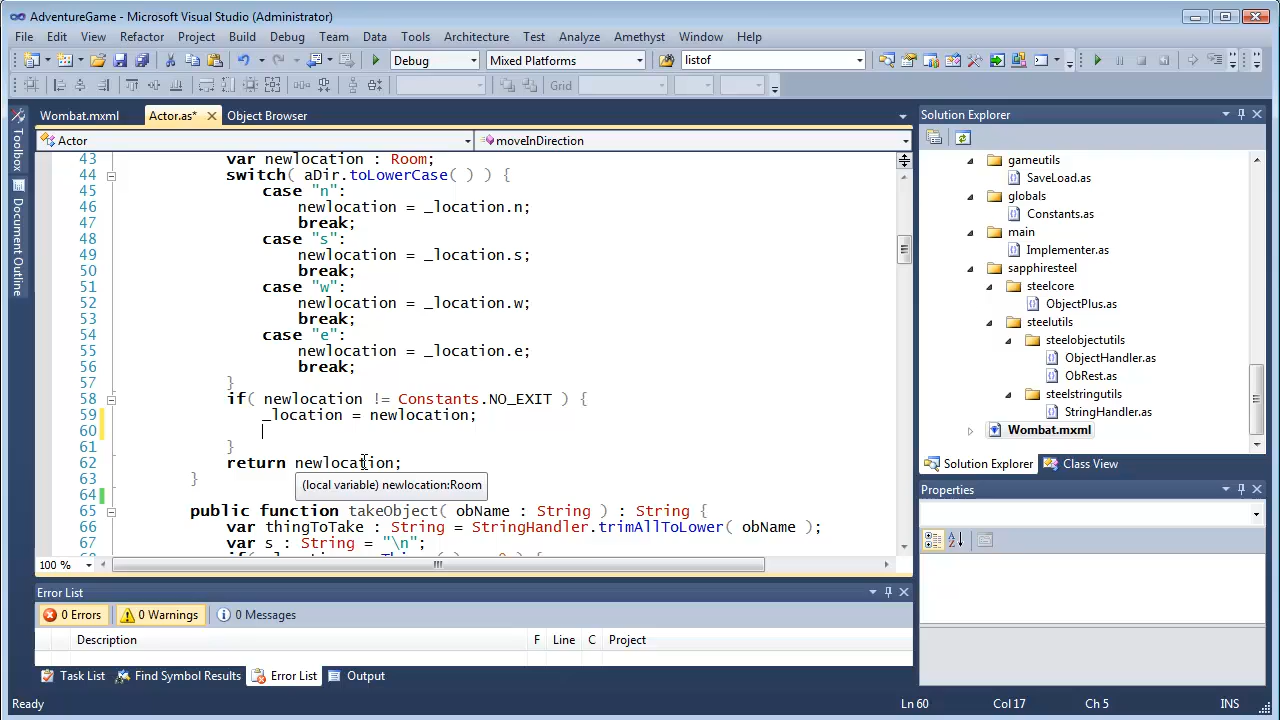 AdventureGame - Microsoft Visual Studio (Administrator)
File Edit View Refactor Project Build Debug Team Data Tools Architecture Test Analyze Amethyst Window Help
Debug Mixed Platforms listof
Grid
Wombat.mxml Actor.as* Object Browser
Actor moveInDirection
43 var newlocation : Room;
44 switch( aDir.toLowerCase( ) ) {
45 case "n":
46 newlocation = _location.n;
47 break;
48 case "s":
49 newlocation = _location.s;
50 break;
51 case "w":
52 newlocation = _location.w;
53 break;
54 case "e":
55 newlocation = _location.e;
56 break;
57 }
58 if( newlocation != Constants.NO_EXIT ) {
59 _location = newlocation;
60
61 }
62 return newlocation;
63 }
(local variable) newlocation:Room
64
65 public function takeObject( obName : String ) : String {
66 var thingToTake : String = StringHandler.trimAllToLower( obName );
67 var s : String = "\n";
100 %
Toolbox
Document Outline
Error List
0 Errors 0 Warnings 0 Messages
Description F Line C Project
Task List Find Symbol Results Error List Output
Solution Explorer
gameutils
SaveLoad.as
globals
Constants.as
main
Implementer.as
sapphiresteel
steelcore
ObjectPlus.as
steelutils
steelobjectutils
ObjectHandler.as
ObRest.as
steelstringutils
StringHandler.as
Wombat.mxml
Solution Explorer Class View
Properties
Ready Ln 60 Col 17 Ch 5 INS